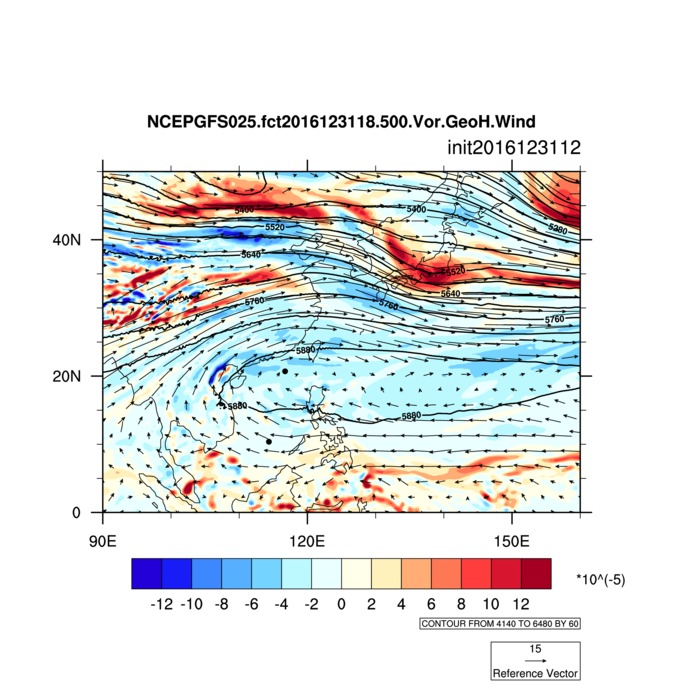 NCEPGFS025.fct2016123118.500.Vor.GeoH.Wind
init2016123112
5400
5400
5520
5280
40N
5640
5520
5640
5760
5760
5760
5880
20N
5880
5880
0
90E 120E 150E
-12 -10 -8 -6 -4 -2 0 2 4 6 8 10 12
*10^(-5)
CONTOUR FROM 4140 TO 6480 BY 60
15
Reference Vector